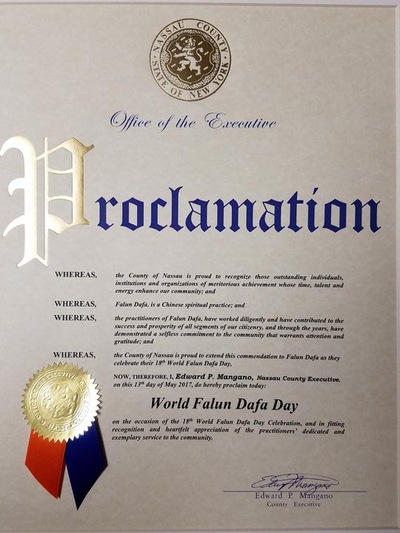 NASSAU COUNTY
STATE OF NEW YORK
Office of the Executive
Proclamation
WHEREAS, the County of Nassau is proud to recognize those outstanding individuals,
institutions and organizations of meritorious achievement whose time, talent and
energy enhance our community; and
WHEREAS, Falun Dafa, is a Chinese spiritual practice; and
WHEREAS, the practitioners of Falun Dafa, have worked diligently and have contributed to the
success and prosperity of all segments of our citizenry, and through the years, have
demonstrated a selfless commitment to the community that warrants attention and
gratitude; and
WHEREAS, the County of Nassau is proud to extend this commendation to Falun Dafa as they
celebrate their 18th World Falun Dafa Day,
NOW, THEREFORE, I, Edward P. Mangano, Nassau County Executive,
on this 13th day of May 2017, do hereby proclaim today:
World Falun Dafa Day
on the occasion of the 18th World Falun Dafa Day Celebration, and in fitting
recognition and heartfelt appreciation of the practitioners' dedicated and
exemplary service to the community.
Edward P. Mangano
County Executive